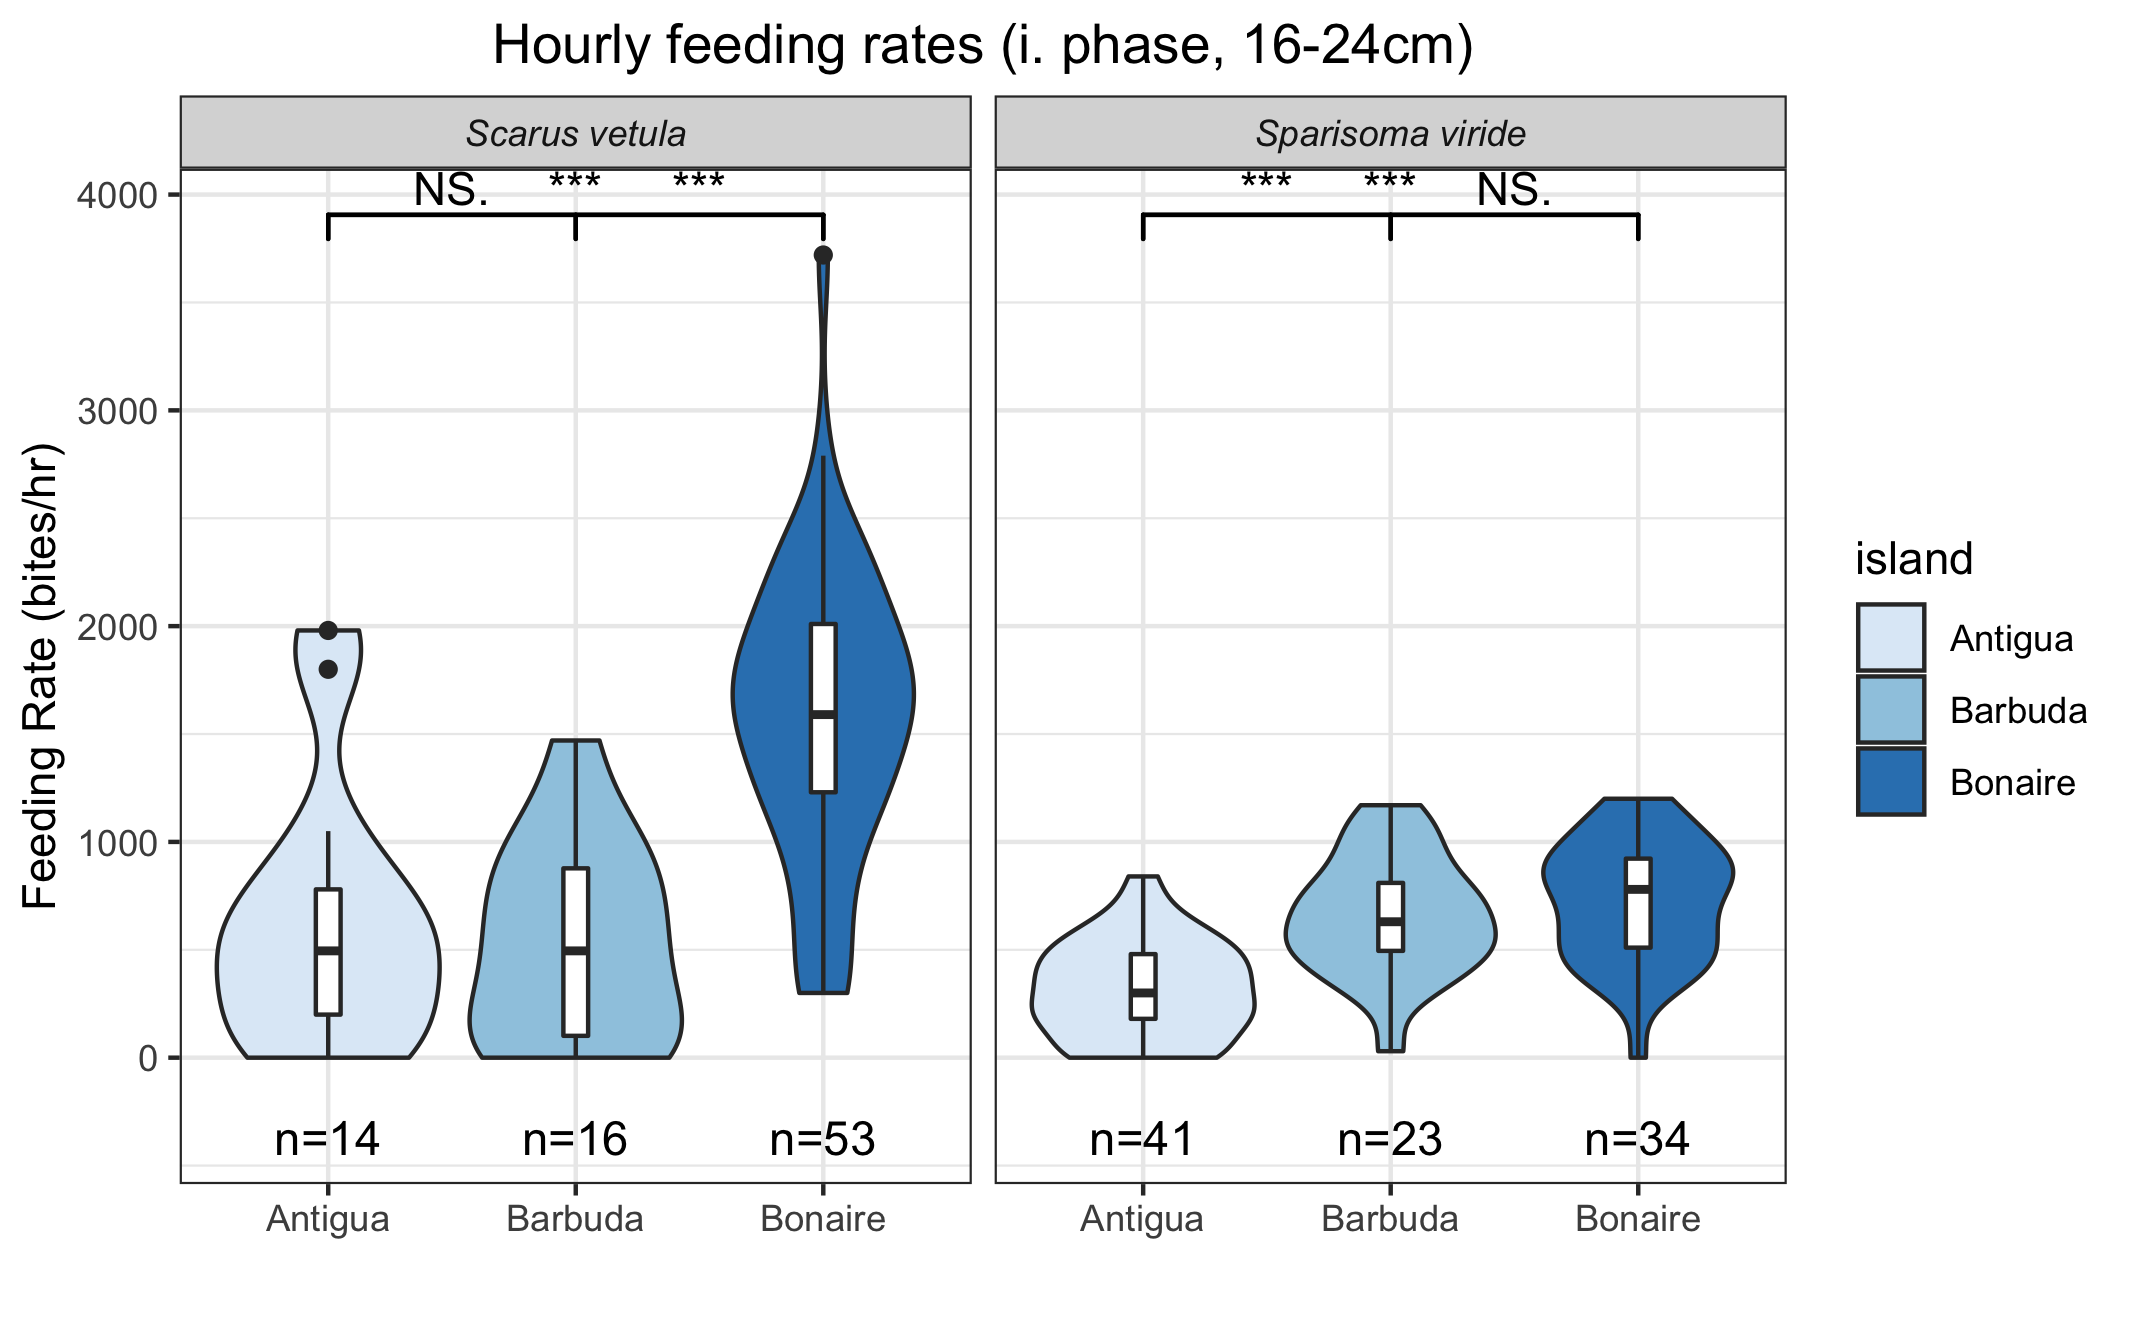 Hourly feeding rates (i. phase, 16-24cm)
Scarus vetula
Sparisoma viride
NS. *** ***
*** *** NS.
Feeding Rate (bites/hr)
4000
3000
2000
1000
0
n=14 n=16 n=53
n=41 n=23 n=34
Antigua Barbuda Bonaire
Antigua Barbuda Bonaire
island
Antigua
Barbuda
Bonaire